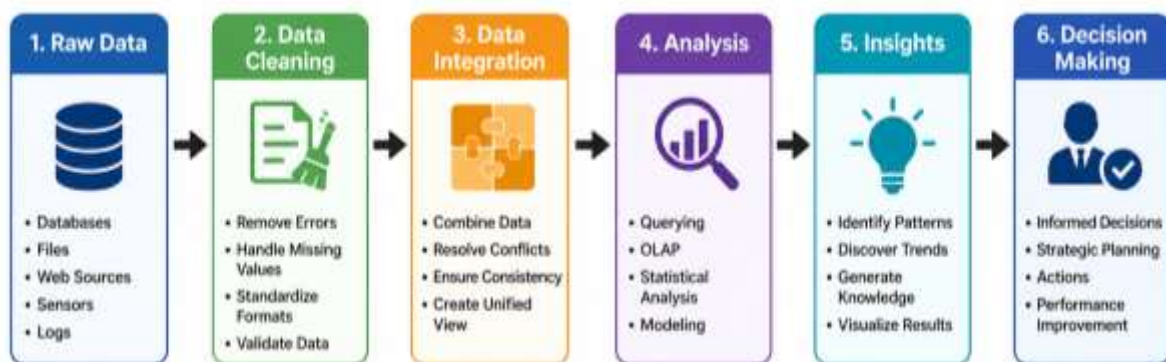 1. Raw Data
• Databases
• Files
• Web Sources
• Sensors
• Logs
2. Data
Cleaning
• Remove Errors
• Handle Missing
Values
• Standardize
Formats
• Validate Data
3. Data
Integration
• Combine Data
• Resolve Conflicts
• Ensure Consistency
• Create Unified
View
4. Analysis
• Querying
• OLAP
• Statistical
Analysis
• Modeling
5. Insights
• Identify Patterns
• Discover Trends
• Generate
Knowledge
• Visualize Results
6. Decision
Making
• Informed Decisions
• Strategic Planning
• Actions
• Performance
Improvement